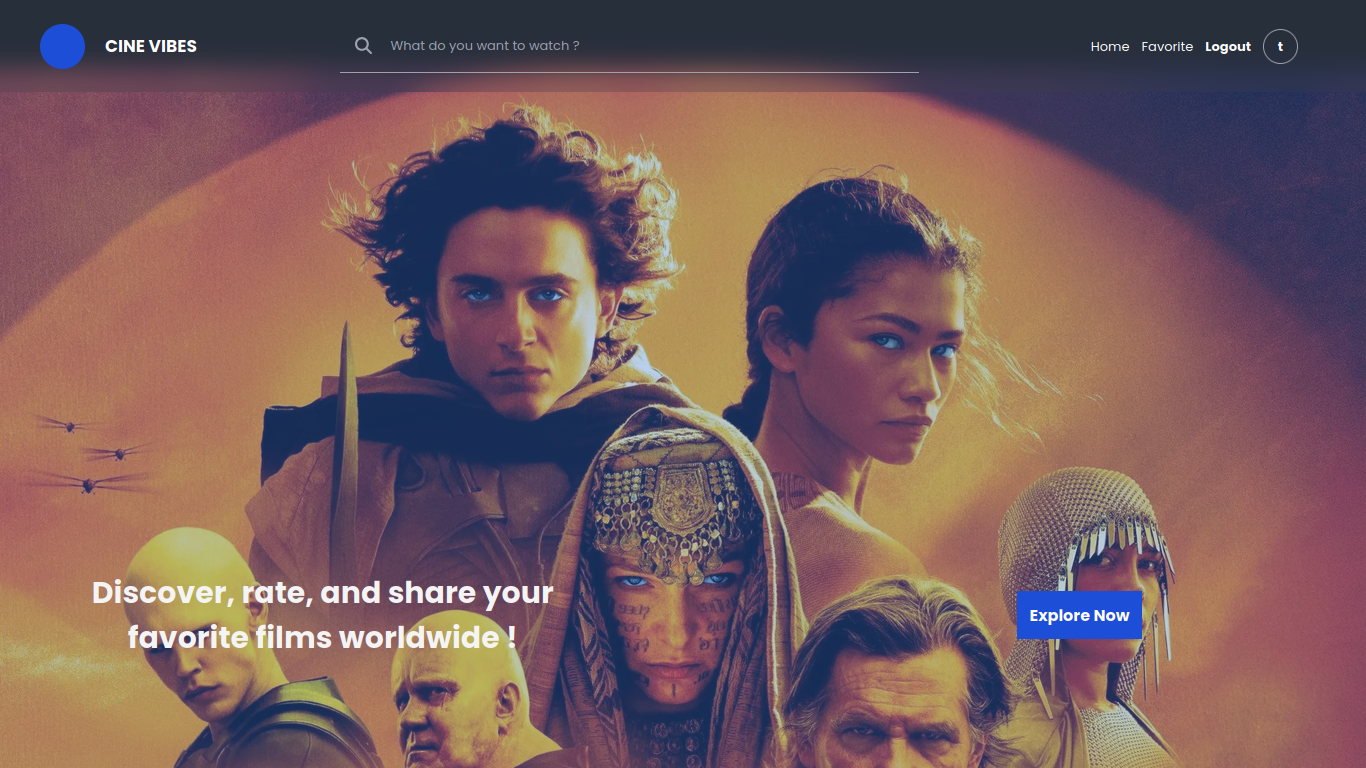 CINE VIBES
What do you want to watch ?
Home Favorite Logout t
Discover, rate, and share your
favorite films worldwide !
Explore Now